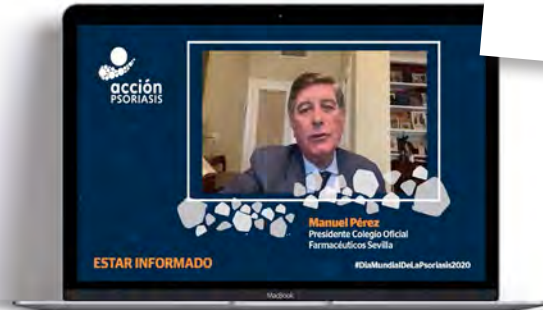 acción
PSORIASIS
Manuel Pérez
Presidente Colegio Oficial
Farmacéuticos Sevilla
ESTAR INFORMADO
#DiaMundialDeLaPsoriasis2020
MacBook